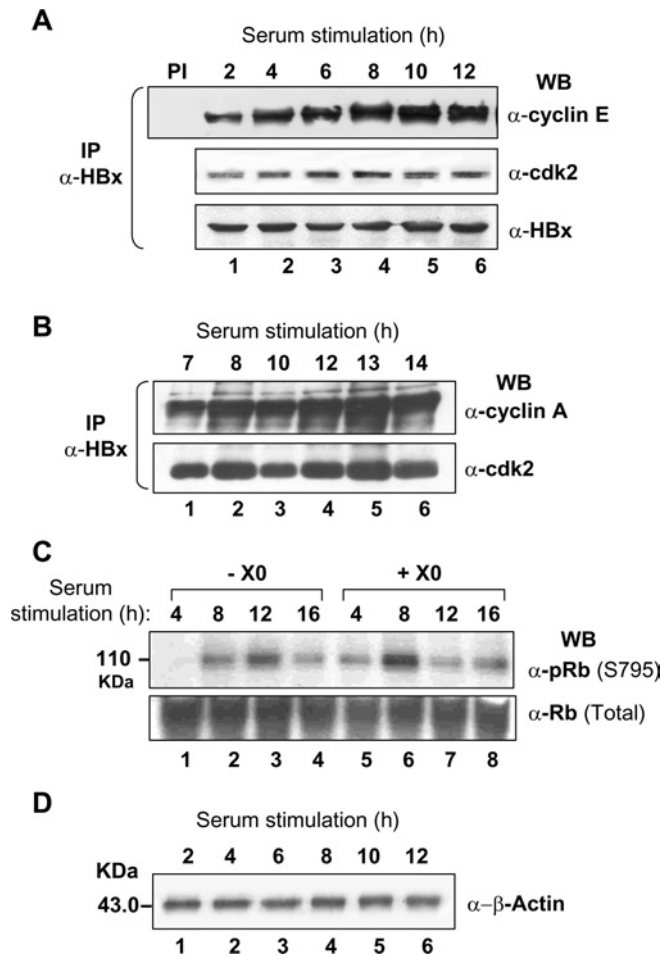 A
Serum stimulation (h)
PI 2 4 6 8 10 12 WB
IP
α-HBx
α-cyclin E
α-cdk2
α-HBx
1 2 3 4 5 6
B
Serum stimulation (h)
7 8 10 12 13 14 WB
IP
α-HBx
α-cyclin A
α-cdk2
1 2 3 4 5 6
C
- X0 + X0
Serum
stimulation (h): 4 8 12 16 4 8 12 16
WB
110
KDa
α-pRb (S795)
α-Rb (Total)
1 2 3 4 5 6 7 8
D
Serum stimulation (h)
2 4 6 8 10 12
KDa
43.0
α–β-Actin
1 2 3 4 5 6